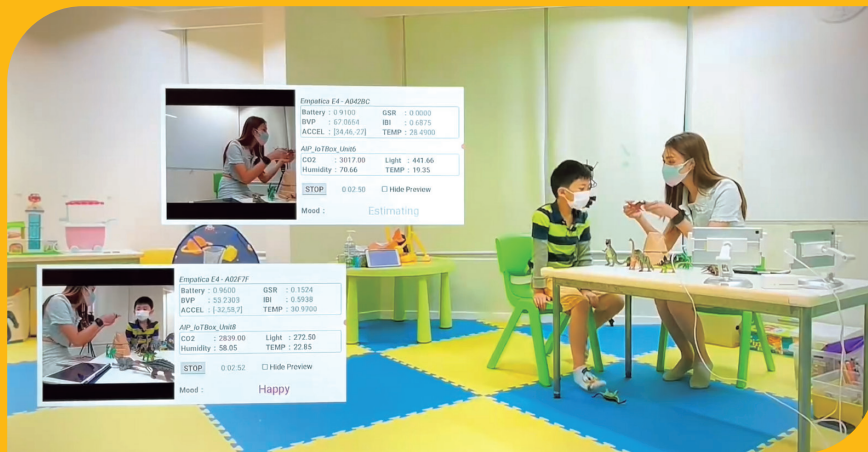 Empatica E4 - A042BC
Battery : 0.9100 GSR : 0.0000
BVP : 57.0654 IBI : 0.6875
ACCEL : [34,46,-27] TEMP : 28.4900
AIP_IoTBox_Unit6
CO2 : 3017.00 Light : 441.66
Humidity : 70.66 TEMP : 19.35
STOP 0:02:50 Hide Preview
Mood : Estimating
Empatica E4 - A02F7F
Battery : 0.9600 GSR : 0.1524
BVP : 53.2303 IBI : 0.5938
ACCEL : [-32,58,7] TEMP : 30.9700
AIP_IoTBox_Unit8
CO2 : 2839.00 Light : 272.50
Humidity : 58.05 TEMP : 22.85
STOP 0:02:52 Hide Preview
Mood : Happy